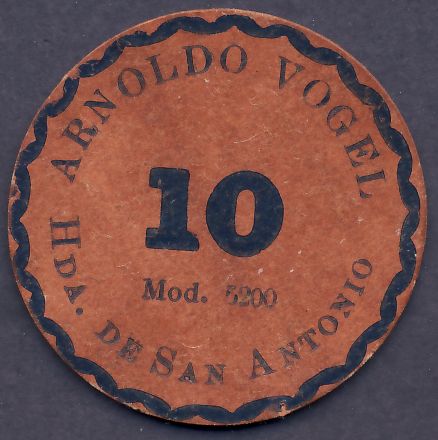 ARNOLDO VOGEL
10
Mod. 5200
HDA. DE SAN ANTONIO